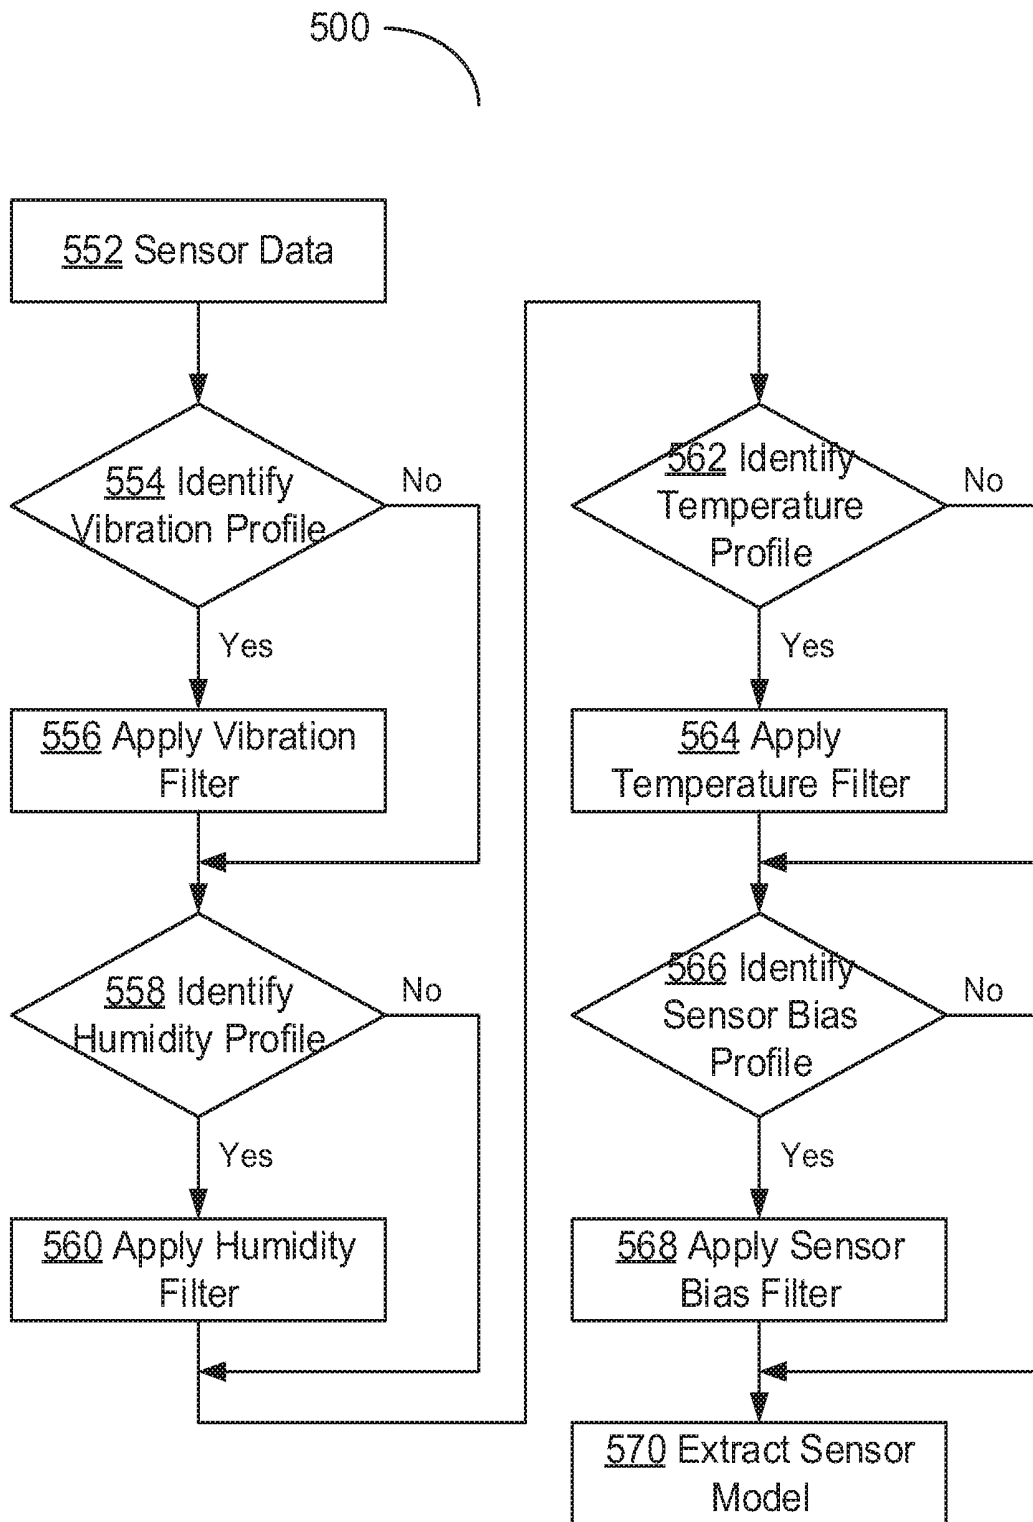 500
552 Sensor Data
554 Identify
Vibration Profile
No
Yes
556 Apply Vibration
Filter
558 Identify
Humidity Profile
No
Yes
560 Apply Humidity
Filter
562 Identify
Temperature
Profile
No
Yes
564 Apply
Temperature Filter
566 Identify
Sensor Bias
Profile
No
Yes
568 Apply Sensor
Bias Filter
570 Extract Sensor
Model